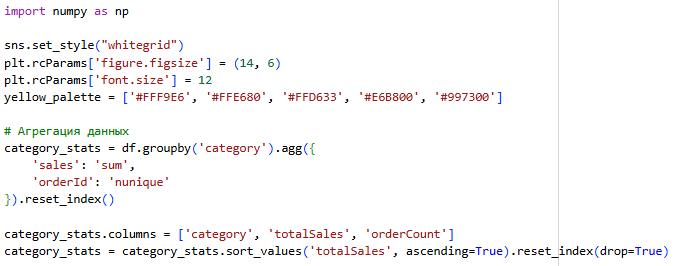 import numpy as np
sns.set_style("whitegrid")
plt.rcParams['figure.figsize'] = (14, 6)
plt.rcParams['font.size'] = 12
yellow_palette = ['#FFF9E6', '#FFE680', '#FFD633', '#E6B800', '#997300']
# Агрегация данных
category_stats = df.groupby('category').agg({
    'sales': 'sum',
    'orderId': 'nunique'
}).reset_index()
category_stats.columns = ['category', 'totalSales', 'orderCount']
category_stats = category_stats.sort_values('totalSales', ascending=True).reset_index(drop=True)